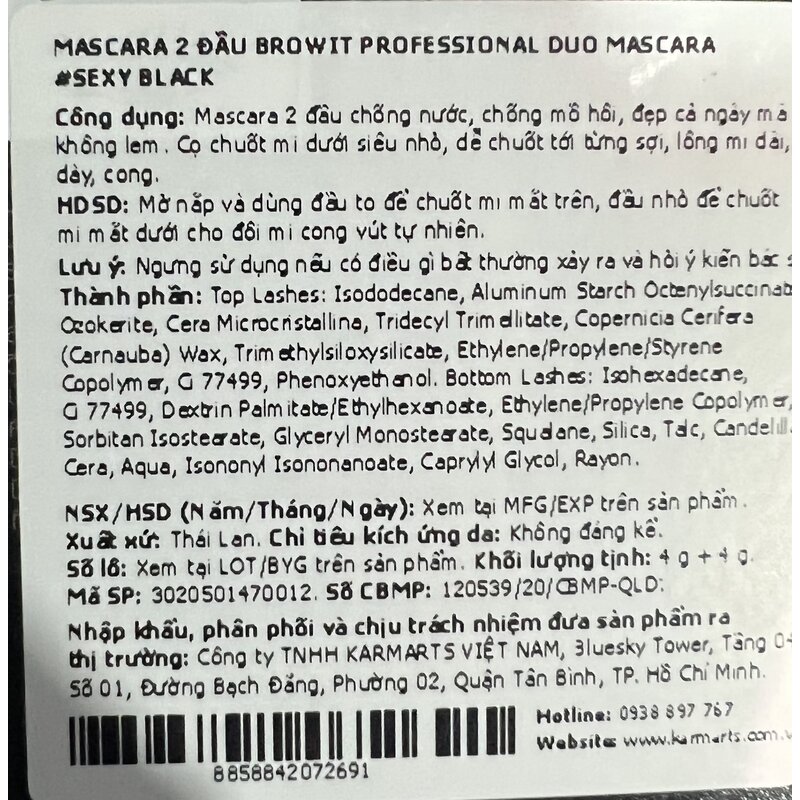 MASCARA 2 ĐẦU BROWIT PROFESSIONAL DUO MASCARA
#SEXY BLACK
Công dụng: Mascara 2 đầu chống nước, chống mồ hôi, đẹp cả ngày mà
không lem. Cọ chuốt mi dưới siêu nhỏ, dễ chuốt tới từng sợi, lông mi dài,
dày, cong.
HDSD: Mở nắp và dùng đầu to để chuốt mi mắt trên, đầu nhỏ để chuốt
mi mắt dưới cho đôi mi cong vút tự nhiên.
Lưu ý: Ngưng sử dụng nếu có điều gì bất thường xảy ra và hỏi ý kiến bác s
Thành phần: Top Lashes: Isododecane, Aluminum Starch Octenylsuccinate
Ozokerite, Cera Microcristallina, Tridecyl Trimellitate, Copernicia Cerifera
(Carnauba) Wax, Trimethylsiloxysilicate, Ethylene/Propylene/Styrene
Copolymer, CI 77499, Phenoxyethanol. Bottom Lashes: Isohexadecane,
CI 77499, Dextrin Palmitate/Ethylhexanoate, Ethylene/Propylene Copolymer,
Sorbitan Isostearate, Glyceryl Monostearate, Squalane, Silica, Talc, Candelill
Cera, Aqua, Isononyl Isononanoate, Caprylyl Glycol, Rayon.
NSX/HSD (Năm/Tháng/Ngày): Xem tại MFG/EXP trên sản phẩm.
Xuất xứ: Thái Lan. Chỉ tiêu kích ứng da: Không đáng kể.
Số lô: Xem tại LOT/BYG trên sản phẩm. Khối lượng tịnh: 4 g + 4 g.
Mã SP: 3020501470012. Số CBMP: 120539/20/CBMP-QLD.
Nhập khẩu, phân phối và chịu trách nhiệm đưa sản phẩm ra
thị trường: Công ty TNHH KARMARTS VIỆT NAM, Bluesky Tower, Tầng 04
Số 01, Đường Bạch Đằng, Phường 02, Quận Tân Bình, TP. Hồ Chí Minh.
Hotline: 0938 897 767
Website: www.karmarts.com.v
8858842072691